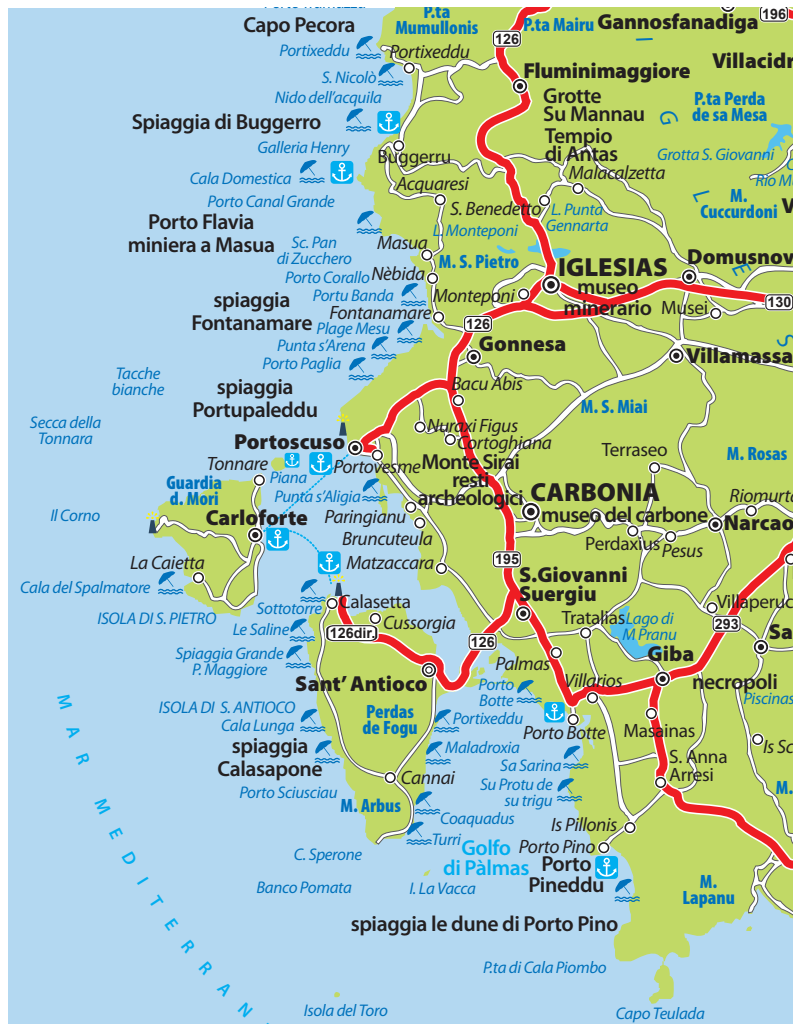 P.ta
Mumullonis
Capo Pecora
Portixeddu
Portixeddu
S. Nicolò
Nido dell'acquila
Spiaggia di Buggerro
Galleria Henry
Buggerru
Cala Domestica
Acquaresi
Porto Canal Grande
Porto Flavia
miniera a Masua
Sc. Pan
di Zucchero
Masua
Porto Corallo
Nèbida
Portu Banda
spiaggia
Fontanamare
Fontanamare
Plage Mesu
Punta s'Arena
Porto Paglia
126
P.ta Mairu
Gannosfanadiga
196
Fluminimaggiore
Villacidr
Grotte
Su Mannau
Tempio
di Antas
P.ta Perda
de sa Mesa
Grotta S. Giovanni
Malacalzetta
S. Benedetto
L. Punta
Gennarta
M.
Cuccurdoni
L. Monteponi
M. S. Pietro
IGLESIAS
museo
minerario
Monteponi
Domusnov
Musei
130
126
Gonnesa
Villamassa
Bacu Abis
M. S. Miai
Tacche
bianche
spiaggia
Portupaleddu
Secca della
Tonnara
Portoscuso
Nuraxi Figus
Cortoghiana
Portovesme
Monte Sirai
resti
archeologici
Terraseo
M. Rosas
Tonnare
Piana
Guardia
d. Mori
Punta s'Aligia
CARBONIA
museo del carbone
Riomurta
Narcao
Il Corno
Carloforte
Paringianu
Bruncuteula
Perdaxius
Pesus
Matzaccara
La Caietta
195
Cala del Spalmatore
S.Giovanni
Suergiu
ISOLA DI S. PIETRO
Sottotorre
Calasetta
Villaperuc
Le Saline
126dir.
Cussorgia
126
Tratalias
Lago di
M Pranu
293
Sa
Spiaggia Grande
P. Maggiore
Palmas
Giba
Sant' Antioco
Villarios
necropoli
Porto
Botte
Piscinas
ISOLA DI S. ANTIOCO
Cala Lunga
Perdas
de Fogu
Portixeddu
Porto Botte
Masainas
spiaggia
Calasapone
Maladroxia
Sa Sarina
S. Anna
Arresi
Is Sc
Cannai
Su Protu de
su trigu
Porto Sciusciau
M. Arbus
Coaquadus
M.
Is Pillonis
Turri
Porto Pino
C. Sperone
Golfo
di Pàlmas
Porto
Pineddu
Banco Pomata
I. La Vacca
M.
Lapanu
spiaggia le dune di Porto Pino
P.ta di Cala Piombo
Isola del Toro
Capo Teulada
MAR MEDITERRAN